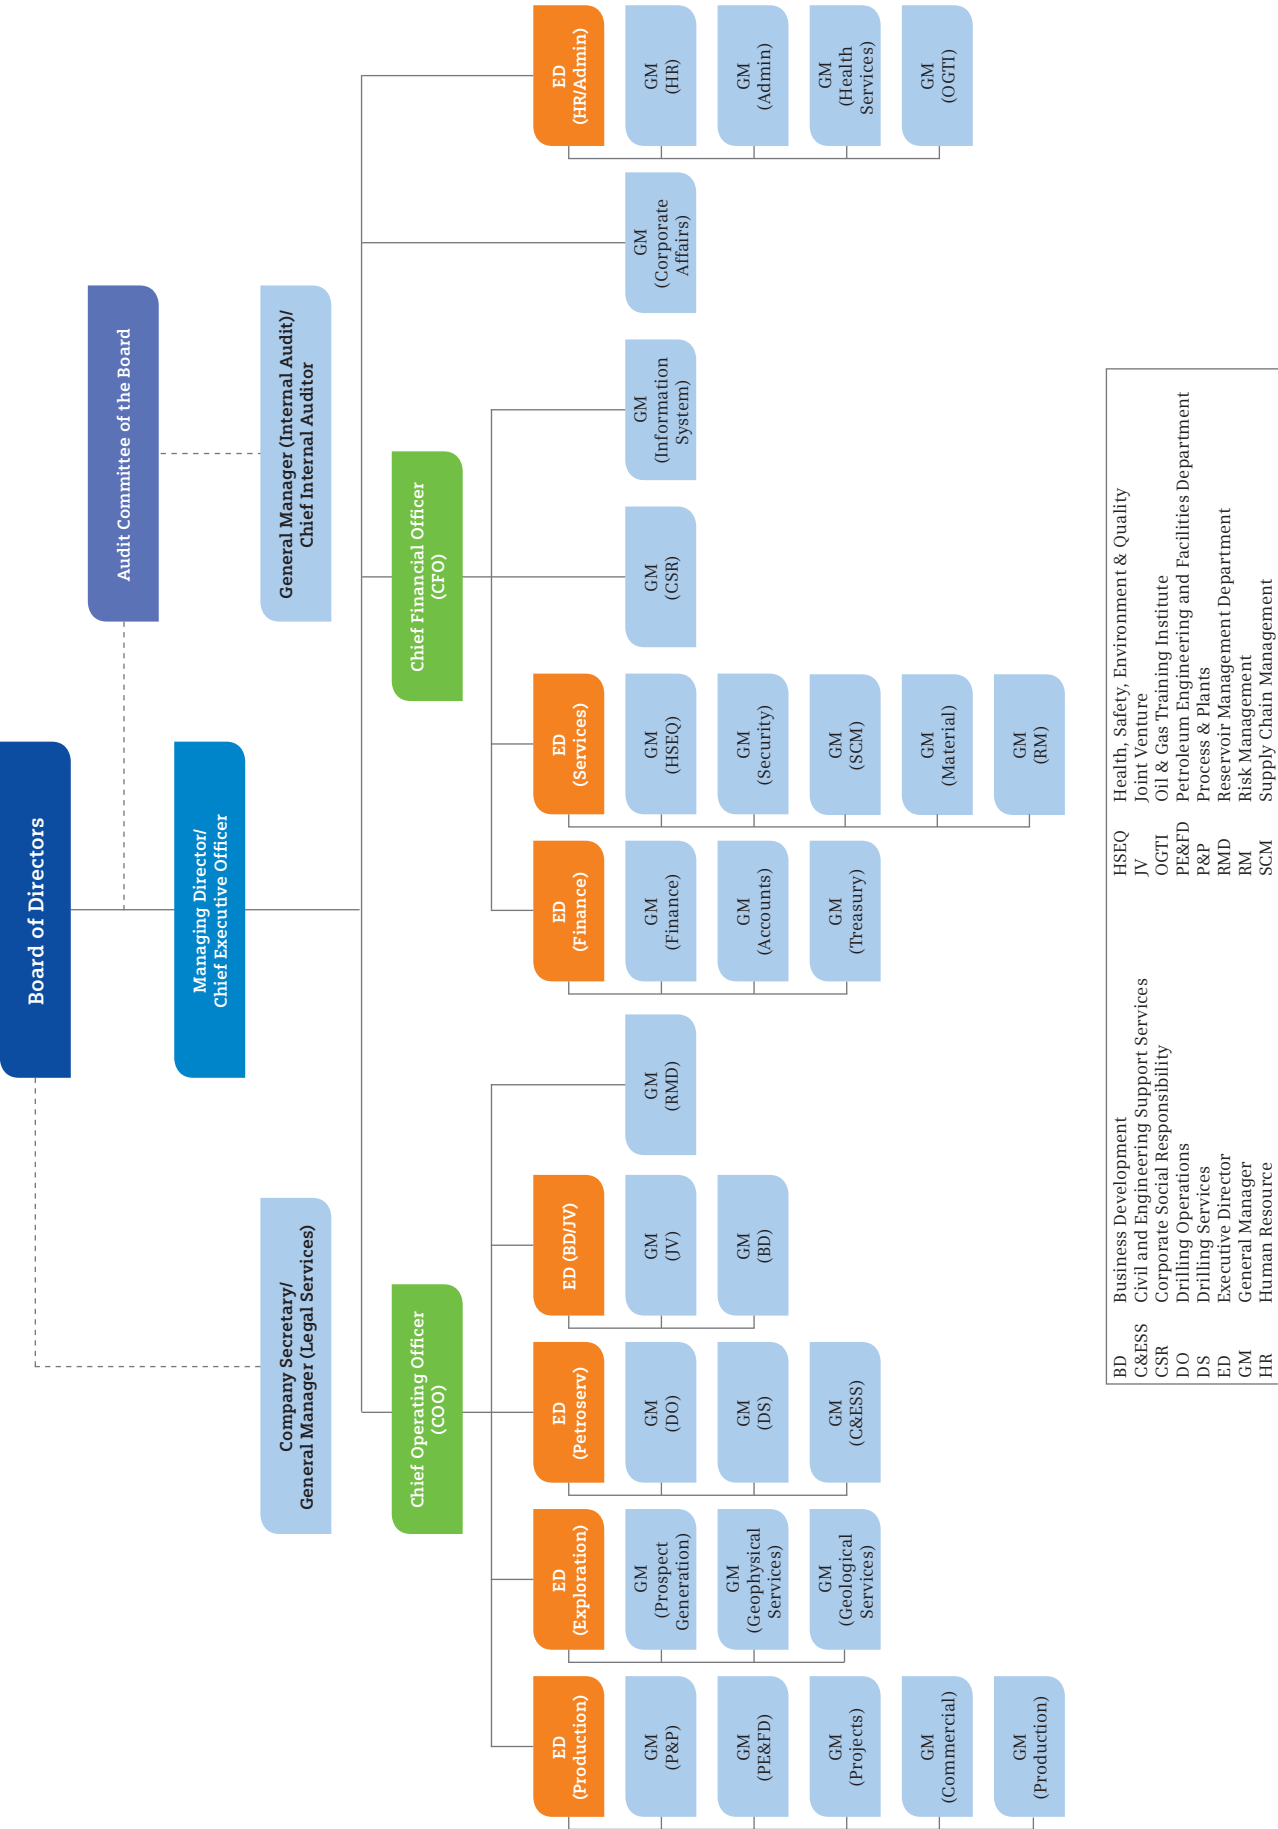 Board of Directors
Audit Committee of the Board
Managing Director/
Chief Executive Officer
Company Secretary/
General Manager (Legal Services)
General Manager (Internal Audit)/
Chief Internal Auditor
Chief Operating Officer
(COO)
Chief Financial Officer
(CFO)
ED
(Production)
GM
(P&P)
GM
(PE&FD)
GM
(Projects)
GM
(Commercial)
GM
(Production)
ED
(Exploration)
GM
(Prospect
Generation)
GM
(Geophysical
Services)
GM
(Geological
Services)
ED
(Petroserv)
GM
(DO)
GM
(DS)
GM
(C&ESS)
ED (BD/JV)
GM
(JV)
GM
(BD)
GM
(RMD)
ED
(Finance)
GM
(Finance)
GM
(Accounts)
GM
(Treasury)
ED
(Services)
GM
(HSEQ)
GM
(Security)
GM
(SCM)
GM
(Material)
GM
(RM)
GM
(CSR)
GM
(Information
System)
GM
(Corporate
Affairs)
ED
(HR/Admin)
GM
(HR)
GM
(Admin)
GM
(Health
Services)
GM
(OGTI)
BD Business Development
C&ESS Civil and Engineering Support Services
CSR Corporate Social Responsibility
DO Drilling Operations
DS Drilling Services
ED Executive Director
GM General Manager
HR Human Resource
HSEQ Health, Safety, Environment & Quality
JV Joint Venture
OGTI Oil & Gas Training Institute
PE&FD Petroleum Engineering and Facilities Department
P&P Process & Plants
RMD Reservoir Management Department
RM Risk Management
SCM Supply Chain Management